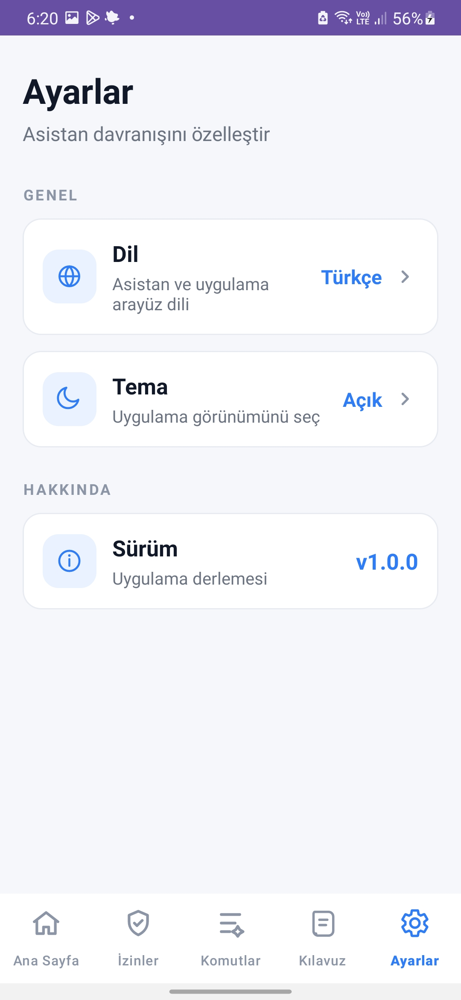 6:20
Vo))
LTE
56%
Ayarlar
Asistan davranışını özelleştir
GENEL
Dil
Asistan ve uygulama
arayüz dili
Türkçe
Tema
Uygulama görünümünü seç
Açık
HAKKINDA
Sürüm
Uygulama derlemesi
v1.0.0
Ana Sayfa
İzinler
Komutlar
Kılavuz
Ayarlar